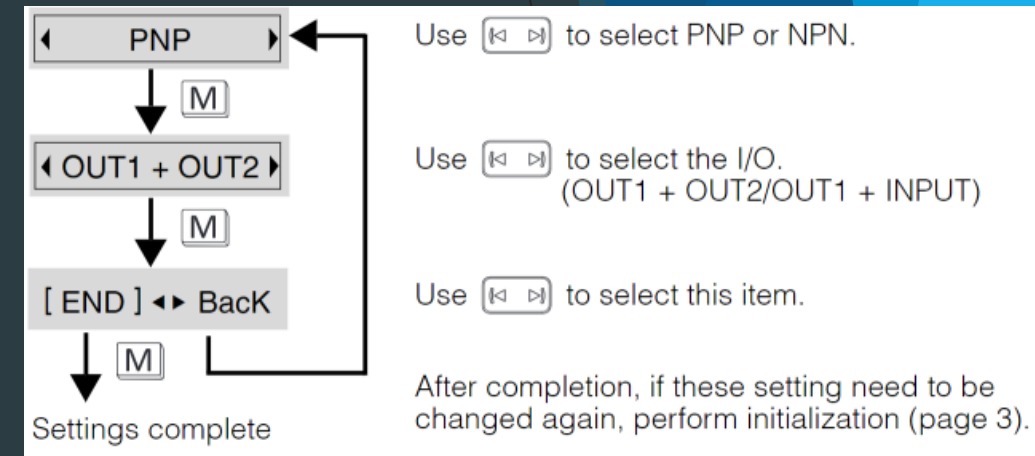 PNP
Use to select PNP or NPN.
M
OUT1 + OUT2
Use to select the I/O.
(OUT1 + OUT2/OUT1 + INPUT)
M
[ END ] ◂▸ BacK
Use to select this item.
M
After completion, if these setting need to be
changed again, perform initialization (page 3).
Settings complete